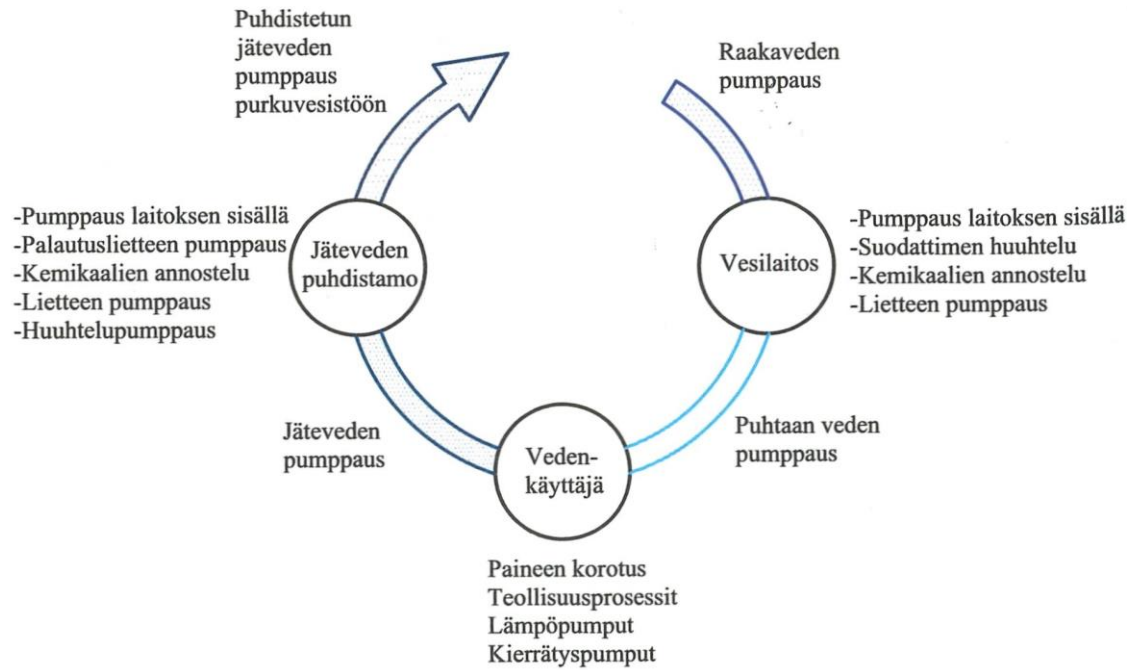 Puhdistetun
jäteveden
pumppaus
purkuvesistöön
Raakaveden
pumppaus
-Pumppaus laitoksen sisällä
-Palautuslietteen pumppaus
-Kemikaalien annostelu
-Lietteen pumppaus
-Huuhtelupumppaus
Jäteveden
puhdistamo
Vesilaitos
-Pumppaus laitoksen sisällä
-Suodattimen huuhtelu
-Kemikaalien annostelu
-Lietteen pumppaus
Jäteveden
pumppaus
Veden-
käyttäjä
Puhtaan veden
pumppaus
Paineen korotus
Teollisuusprosessit
Lämpöpumput
Kierrätyspumput